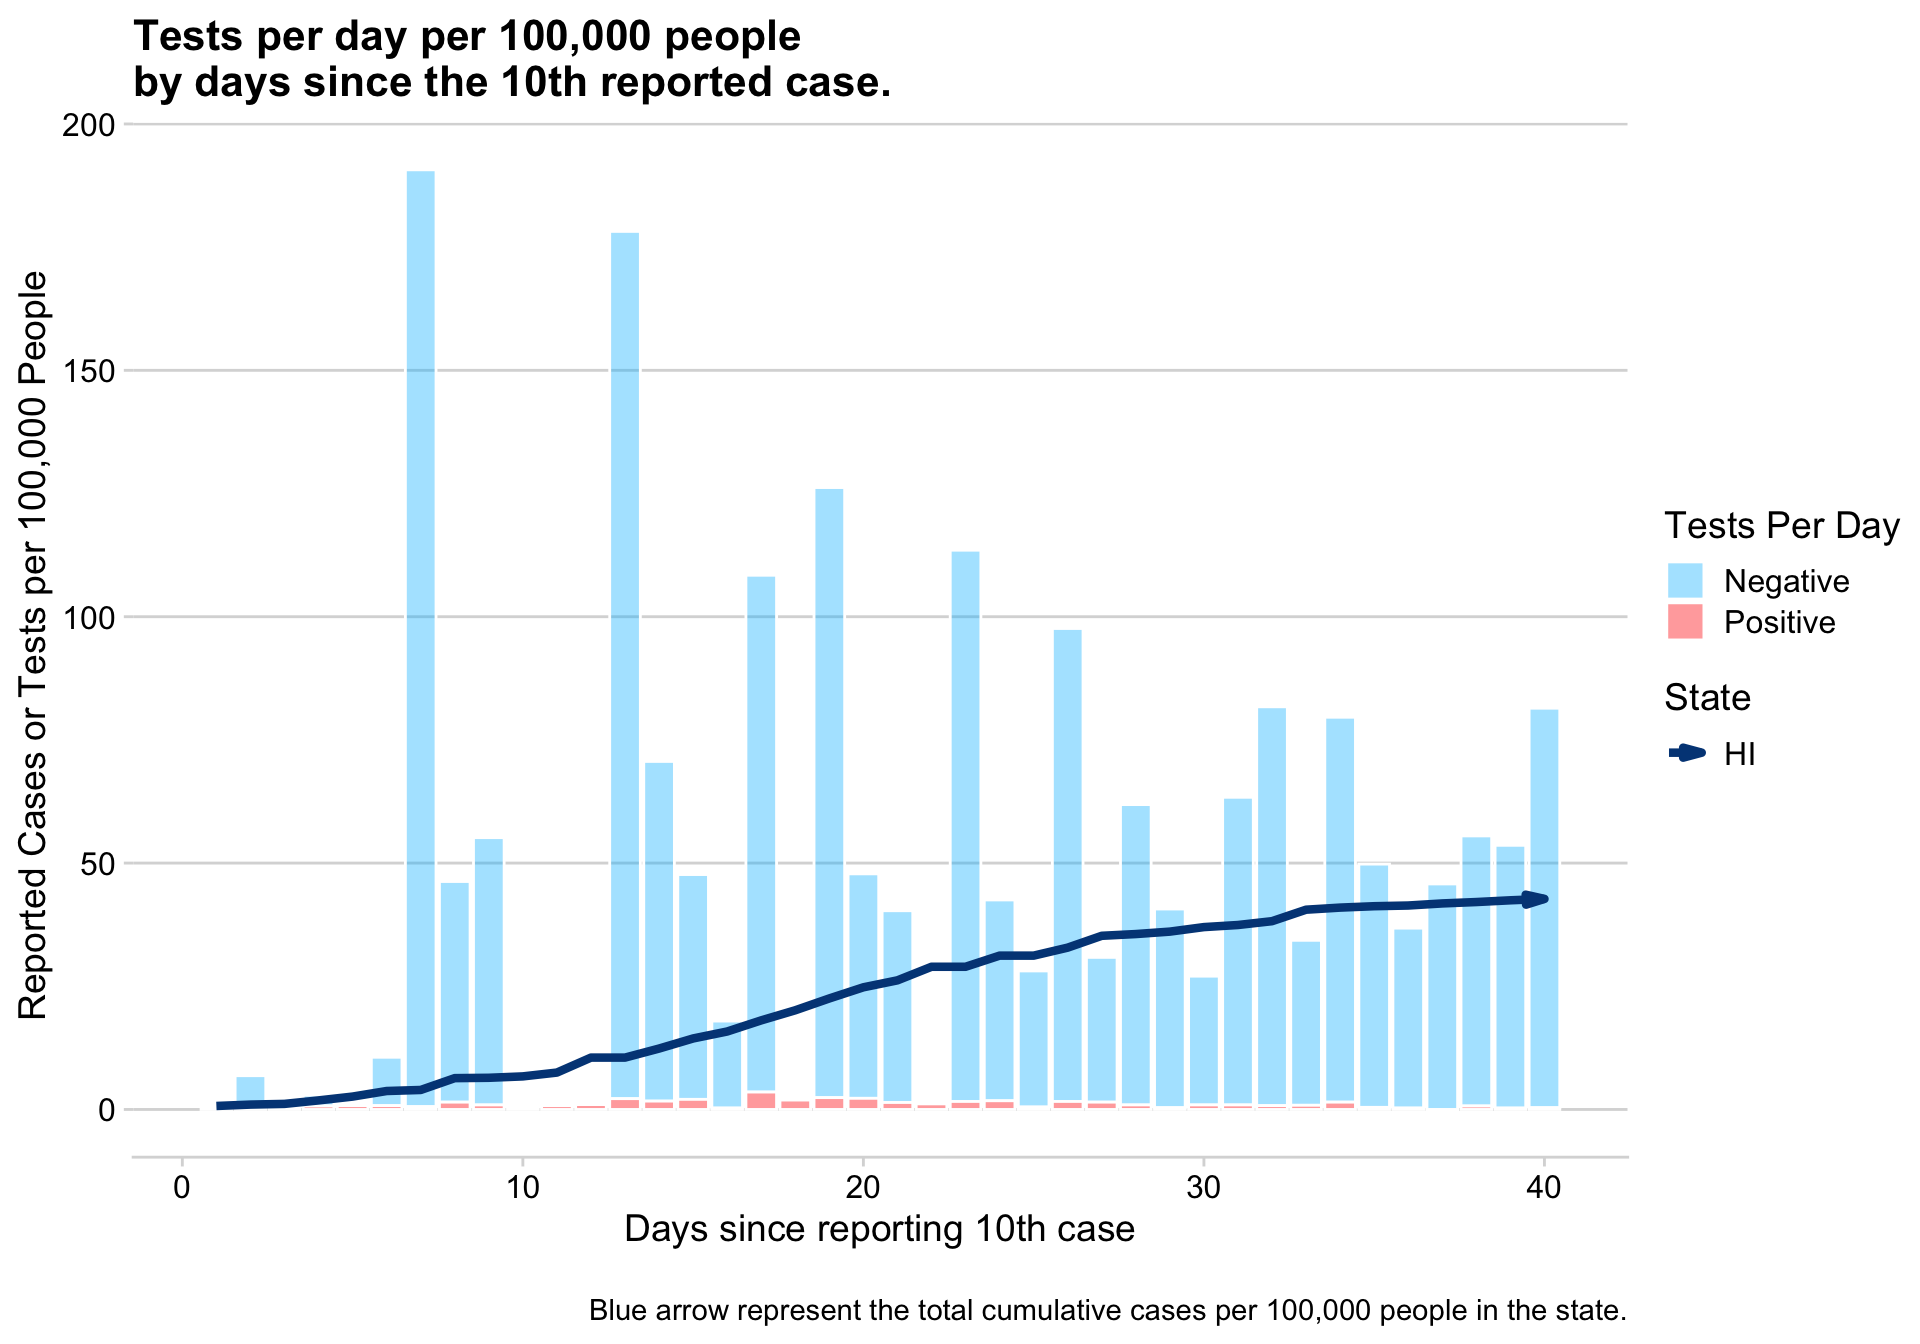 Tests per day per 100,000 people
by days since the 10th reported case.
Reported Cases or Tests per 100,000 People
200
150
100
50
0
0
10
20
30
40
Days since reporting 10th case
Tests Per Day
Negative
Positive
State
HI
Blue arrow represent the total cumulative cases per 100,000 people in the state.